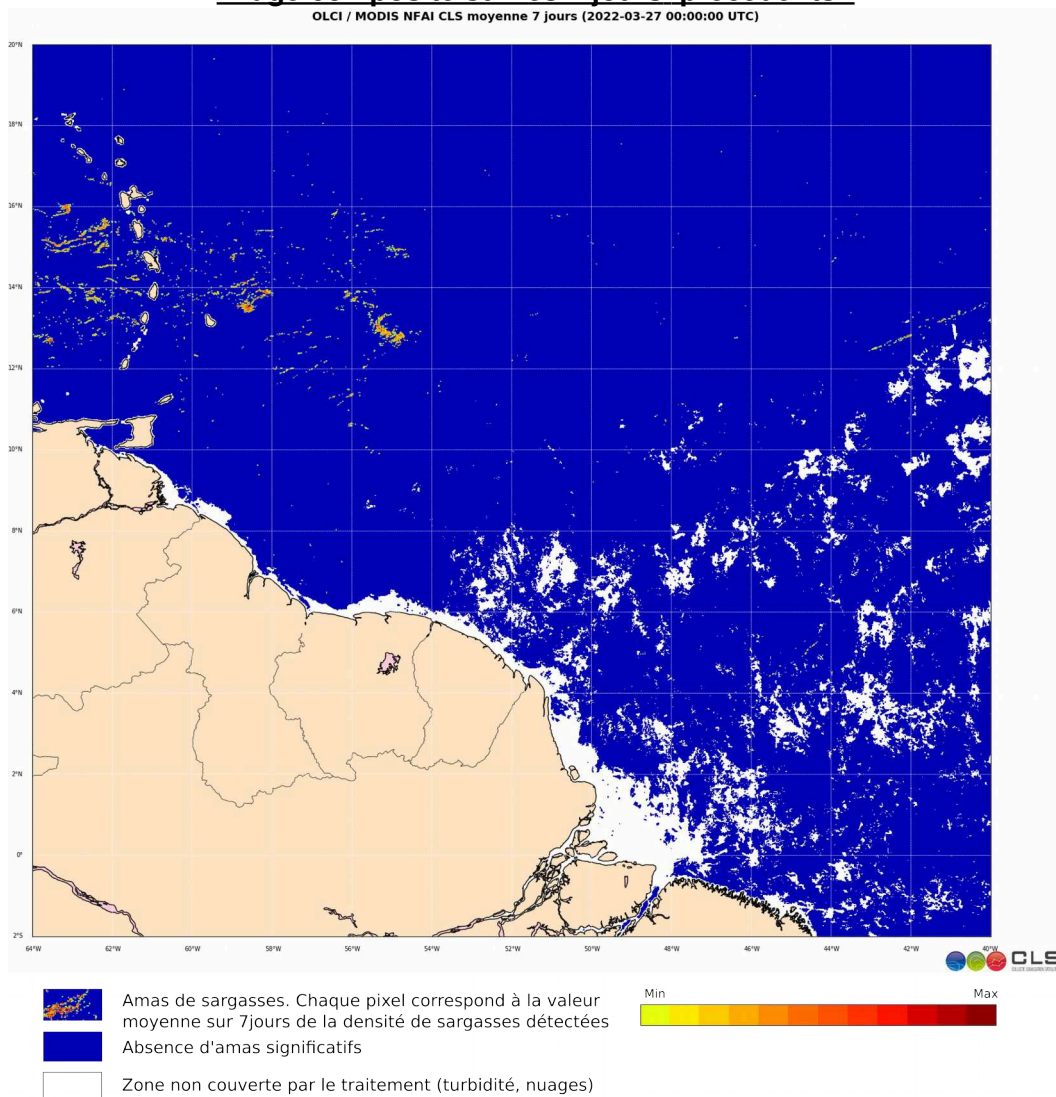 OLCI / MODIS NFAI CLS moyenne 7 jours (2022-03-27 00:00:00 UTC)
20°N
18°N
16°N
14°N
12°N
10°N
8°N
6°N
4°N
2°N
0°
2°S
64°W 62°W 60°W 58°W 56°W 54°W 52°W 50°W 48°W 46°W 44°W 42°W 40°W
CLS
Amas de sargasses. Chaque pixel correspond à la valeur
moyenne sur 7jours de la densité de sargasses détectées
Min Max
Absence d'amas significatifs
Zone non couverte par le traitement (turbidité, nuages)